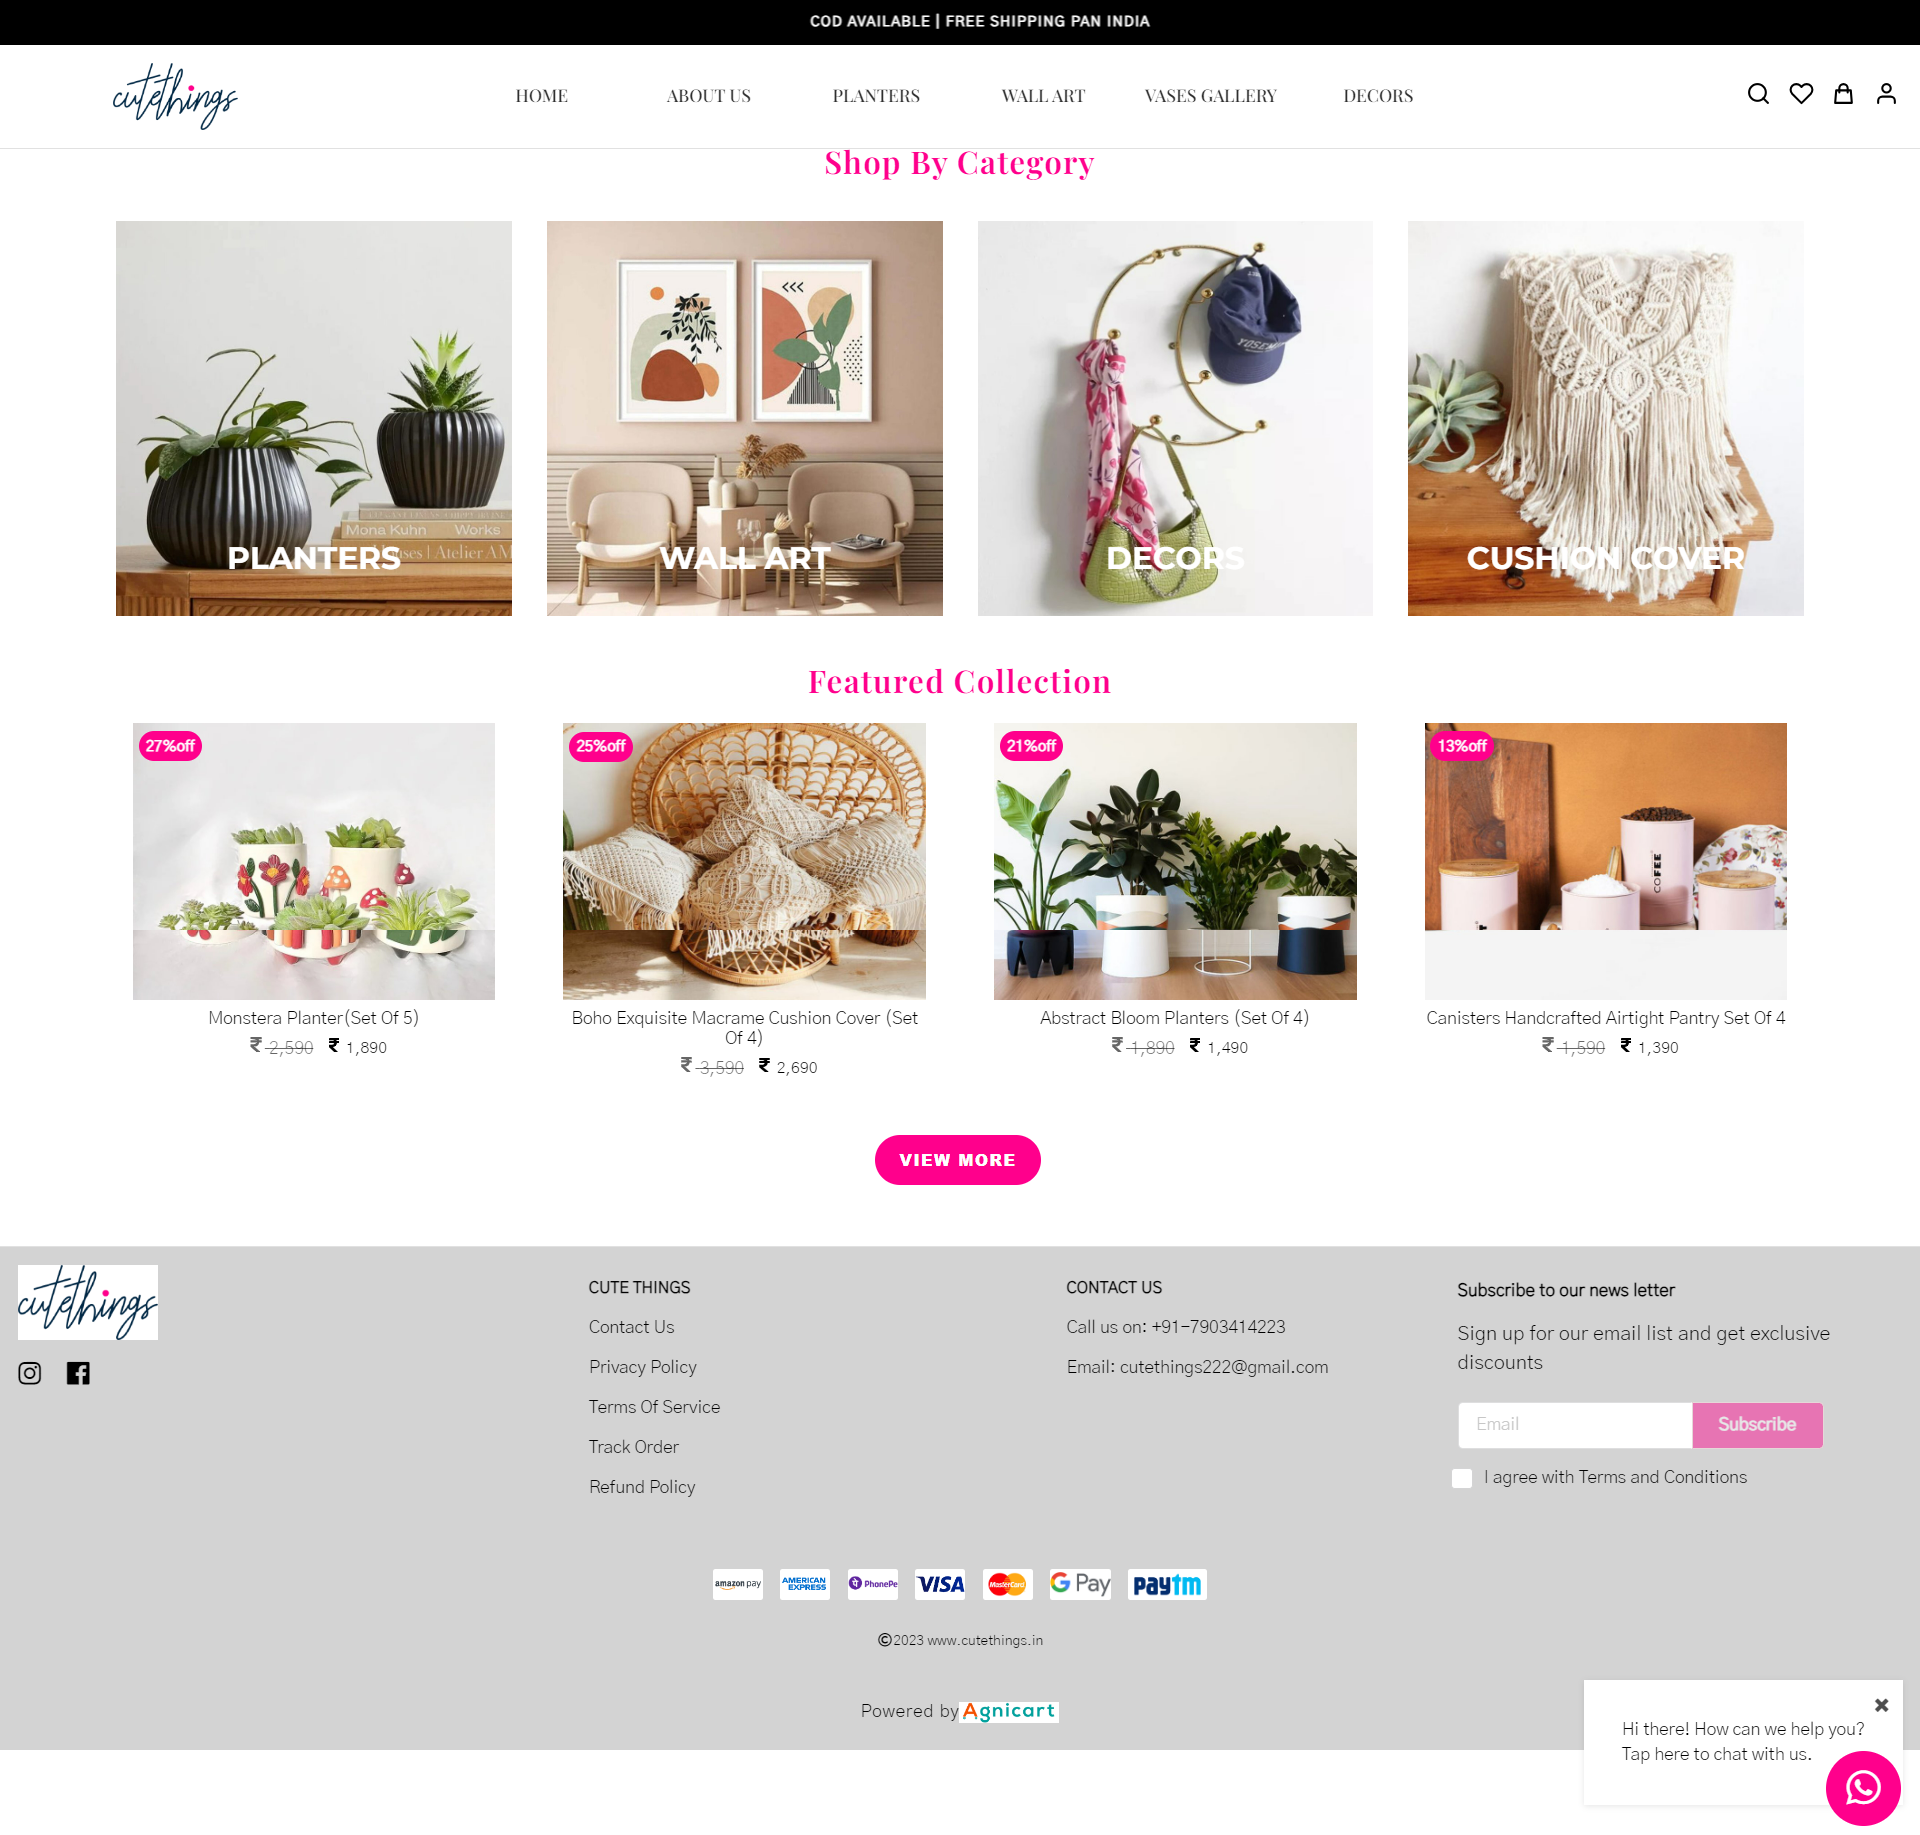 COD AVAILABLE | FREE SHIPPING PAN INDIA
cutethings
HOME
ABOUT US
PLANTERS
WALL ART
VASES GALLERY
DECORS
Shop By Category
Mona Kuhn Works
Atelier AM
PLANTERS
WALL ART
DECORS
CUSHION COVER
Featured Collection
27%off
25%off
21%off
13%off
COFFEE
Monstera Planter(Set Of 5)
₹ 2,590 ₹ 1,890
Boho Exquisite Macrame Cushion Cover (Set
Of 4)
₹ 3,590 ₹ 2,690
Abstract Bloom Planters (Set Of 4)
₹ 1,890 ₹ 1,490
Canisters Handcrafted Airtight Pantry Set Of 4
₹ 1,590 ₹ 1,390
VIEW MORE
cutethings
CUTE THINGS
Contact Us
Privacy Policy
Terms Of Service
Track Order
Refund Policy
CONTACT US
Call us on: +91-7903414223
Email: cutethings222@gmail.com
Subscribe to our news letter
Sign up for our email list and get exclusive
discounts
Email
Subscribe
I agree with Terms and Conditions
amazon pay
AMERICAN EXPRESS
PhonePe
VISA
MasterCard
G Pay
paytm
©2023 www.cutethings.in
Powered by Agnicart
Hi there! How can we help you?
Tap here to chat with us.